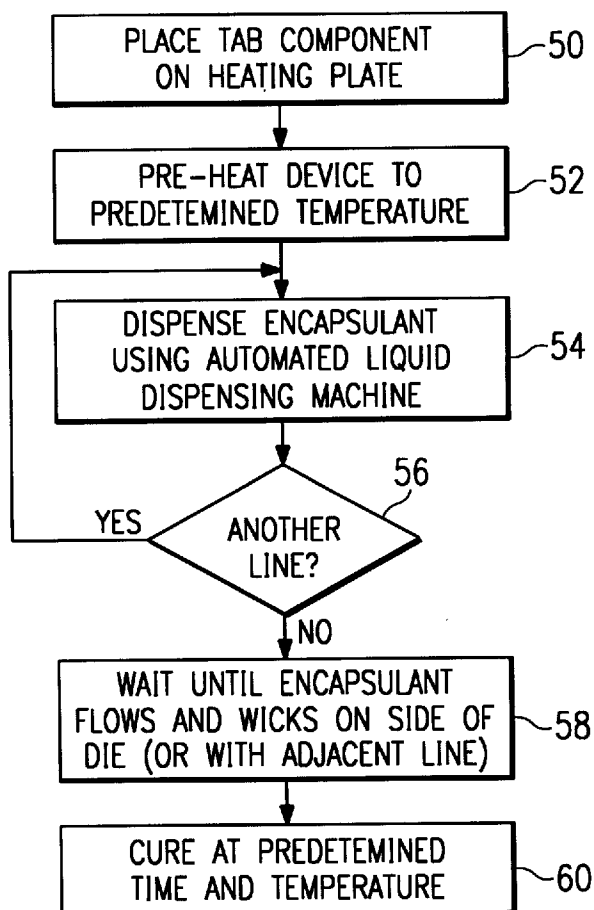 PLACE TAB COMPONENT
ON HEATING PLATE
50
PRE-HEAT DEVICE TO
PREDETEMINED TEMPERATURE
52
DISPENSE ENCAPSULANT
USING AUTOMATED LIQUID
DISPENSING MACHINE
54
56
YES
ANOTHER
LINE?
NO
WAIT UNTIL ENCAPSULANT
FLOWS AND WICKS ON SIDE OF
DIE (OR WITH ADJACENT LINE)
58
CURE AT PREDETEMINED
TIME AND TEMPERATURE
60